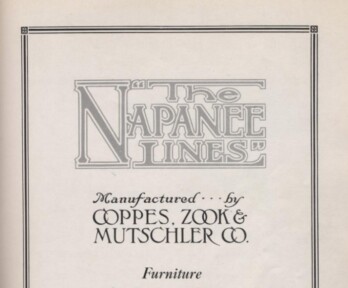 "The
NAPANEE
LINES"
Manufactured ··· by
COPPES, ZOOK &
MUTSCHLER CO.
Furniture